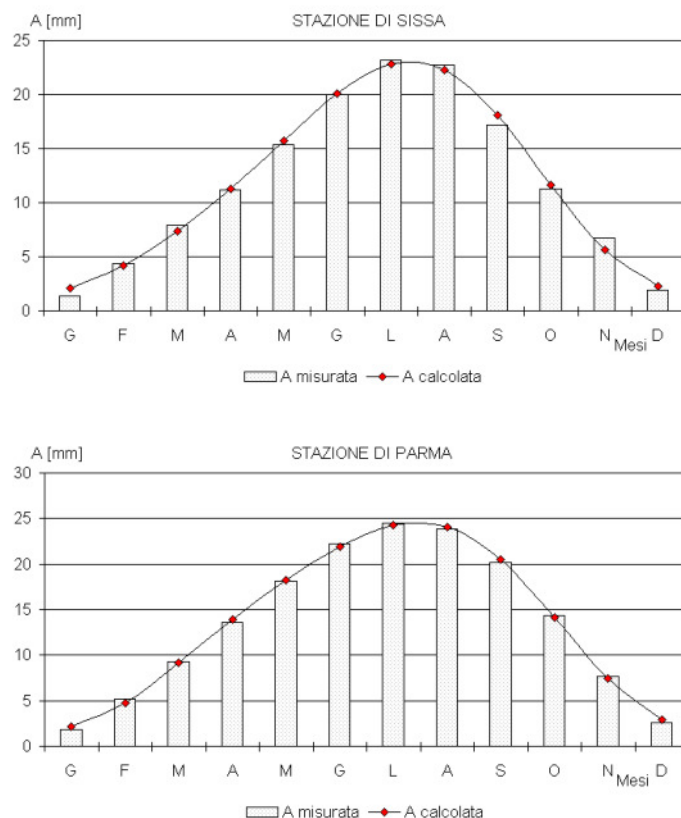 A [mm] STAZIONE DI SISSA
25
20
15
10
5
0
G F M A M G L A S O N D
Mesi
A misurata A calcolata
A [mm] STAZIONE DI PARMA
30
25
20
15
10
5
0
G F M A M G L A S O N D
Mesi
A misurata A calcolata